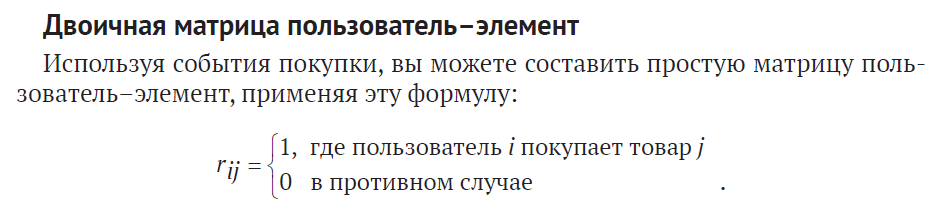 Двоичная матрица пользователь–элемент
Используя события покупки, вы можете составить простую матрицу поль-
зователь–элемент, применяя эту формулу:
r_ij = { 1, где пользователь i покупает товар j
0 в противном случае .